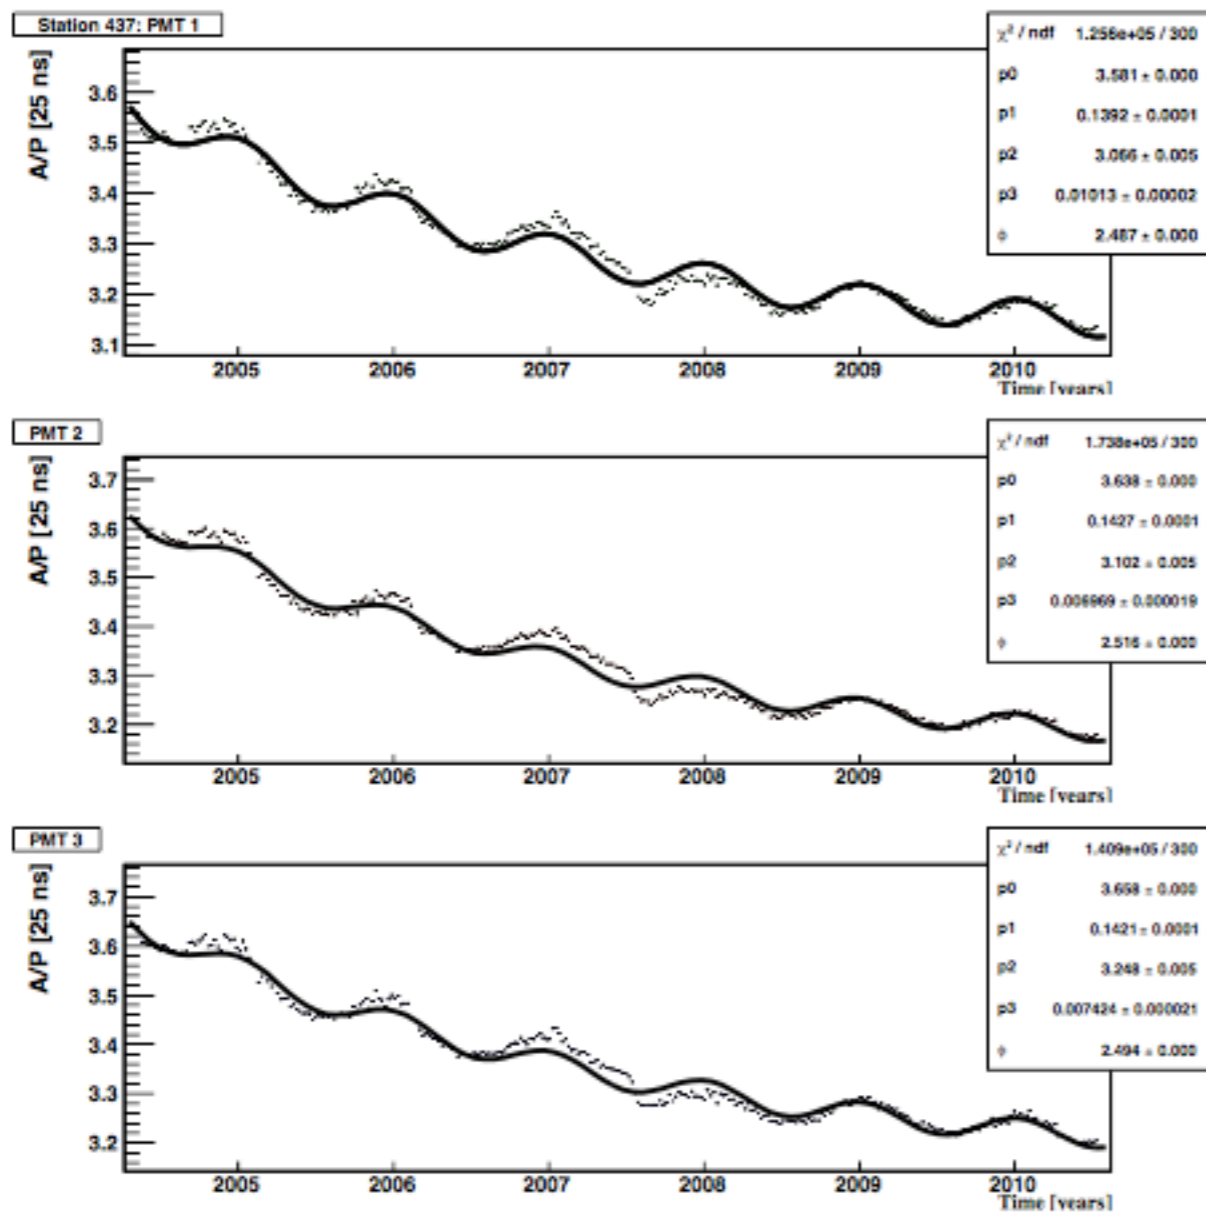 Station 437: PMT 1
χ² / ndf 1.256e+05 / 300
p0 3.581 ± 0.000
p1 0.1392 ± 0.0001
p2 3.066 ± 0.005
p3 0.01013 ± 0.00002
ϕ 2.487 ± 0.000
A/P [25 ns]
3.6
3.5
3.4
3.3
3.2
3.1
2005 2006 2007 2008 2009 2010
Time [years]
PMT 2
χ² / ndf 1.738e+05 / 300
p0 3.638 ± 0.000
p1 0.1427 ± 0.0001
p2 3.102 ± 0.005
p3 0.006969 ± 0.000019
ϕ 2.516 ± 0.000
A/P [25 ns]
3.7
3.6
3.5
3.4
3.3
3.2
2005 2006 2007 2008 2009 2010
Time [years]
PMT 3
χ² / ndf 1.409e+05 / 300
p0 3.658 ± 0.000
p1 0.1421 ± 0.0001
p2 3.248 ± 0.005
p3 0.007424 ± 0.000021
ϕ 2.494 ± 0.000
A/P [25 ns]
3.7
3.6
3.5
3.4
3.3
3.2
2005 2006 2007 2008 2009 2010
Time [years]